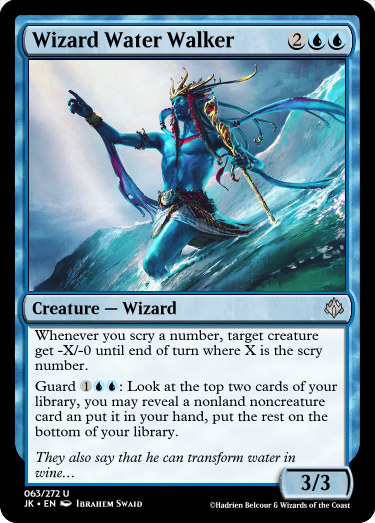 Wizard Water Walker 2
Creature — Wizard
Whenever you scry a number, target creature
get -X/-0 until end of turn where X is the scry
number.
Guard 1: Look at the top two cards of your
library, you may reveal a nonland noncreature
card an put it in your hand, put the rest on the
bottom of your library.
They also say that he can transform water in
wine…
3/3
063/272 U
JK • EN Ibrahem Swaid
©Hadrien Belcour & Wizards of the Coast